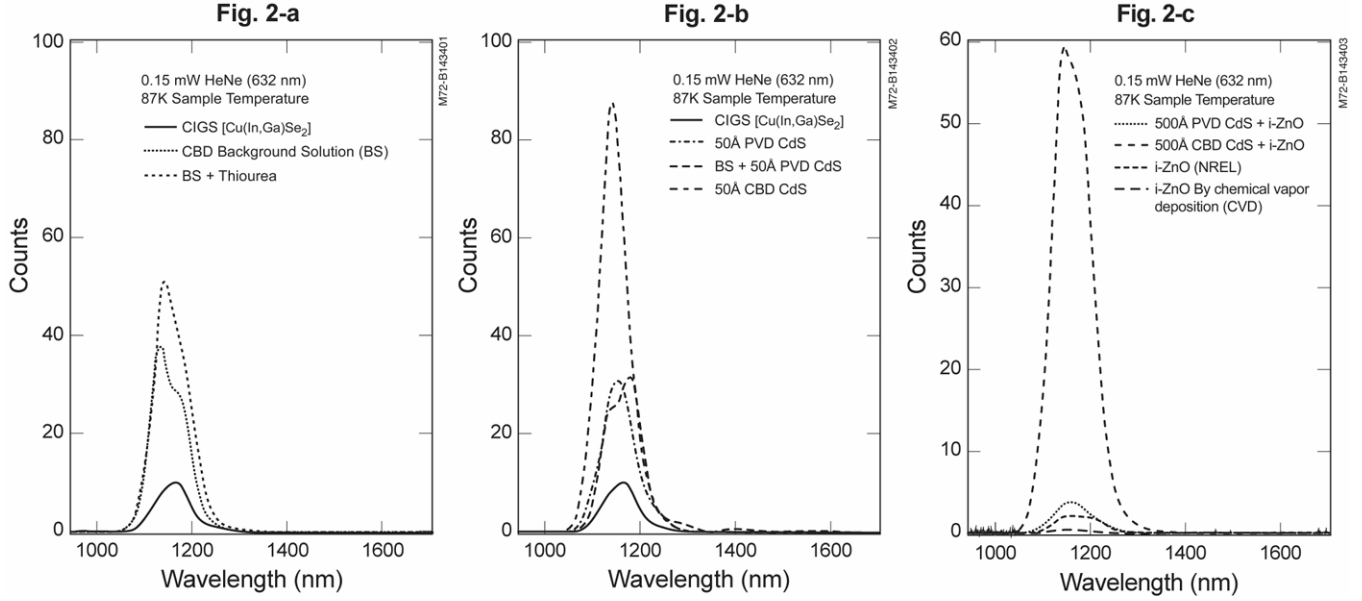 Fig. 2-a
100
80
60
40
20
0
1000
1200
1400
1600
Counts
Wavelength (nm)
0.15 mW HeNe (632 nm)
87K Sample Temperature
CIGS [Cu(In,Ga)Se2]
CBD Background Solution (BS)
BS + Thiourea
M72-B143401
Fig. 2-b
100
80
60
40
20
0
1000
1200
1400
1600
Counts
Wavelength (nm)
0.15 mW HeNe (632 nm)
87K Sample Temperature
CIGS [Cu(In,Ga)Se2]
50Å PVD CdS
BS + 50Å PVD CdS
50Å CBD CdS
M72-B143402
Fig. 2-c
60
50
40
30
20
10
0
1000
1200
1400
1600
Counts
Wavelength (nm)
0.15 mW HeNe (632 nm)
87K Sample Temperature
500Å PVD CdS + i-ZnO
500Å CBD CdS + i-ZnO
i-ZnO (NREL)
i-ZnO By chemical vapor
deposition (CVD)
M72-B143403